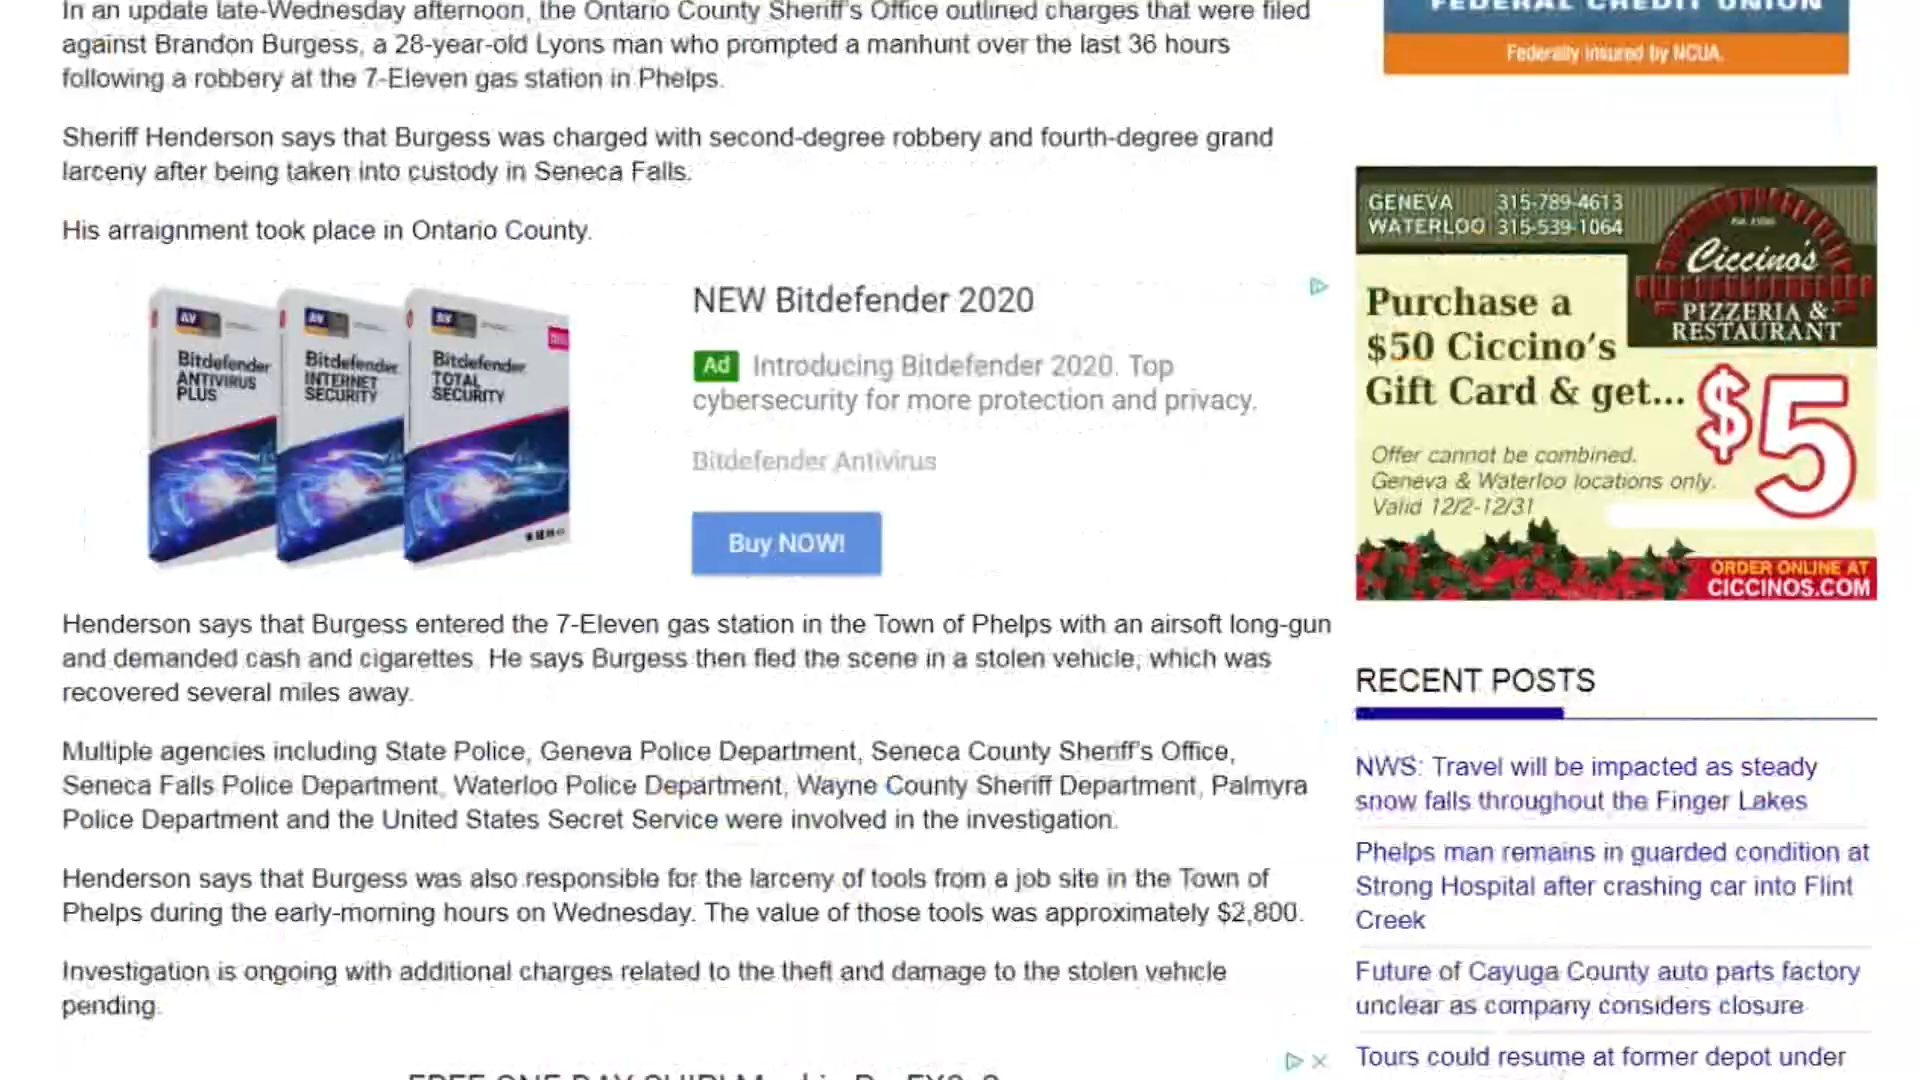 In an update late-Wednesday afternoon, the Ontario County Sheriff's Office outlined charges that were filed
against Brandon Burgess, a 28-year-old Lyons man who prompted a manhunt over the last 36 hours
following a robbery at the 7-Eleven gas station in Phelps.
Sheriff Henderson says that Burgess was charged with second-degree robbery and fourth-degree grand
larceny after being taken into custody in Seneca Falls.
His arraignment took place in Ontario County.
Bitdefender
ANTIVIRUS
PLUS
Bitdefender
INTERNET
SECURITY
Bitdefender
TOTAL
SECURITY
NEW Bitdefender 2020
Ad Introducing Bitdefender 2020. Top
cybersecurity for more protection and privacy.
Bitdefender Antivirus
Buy NOW!
Henderson says that Burgess entered the 7-Eleven gas station in the Town of Phelps with an airsoft long-gun
and demanded cash and cigarettes. He says Burgess then fled the scene in a stolen vehicle, which was
recovered several miles away.
Multiple agencies including State Police, Geneva Police Department, Seneca County Sheriff's Office,
Seneca Falls Police Department, Waterloo Police Department, Wayne County Sheriff Department, Palmyra
Police Department and the United States Secret Service were involved in the investigation.
Henderson says that Burgess was also responsible for the larceny of tools from a job site in the Town of
Phelps during the early-morning hours on Wednesday. The value of those tools was approximately $2,800.
Investigation is ongoing with additional charges related to the theft and damage to the stolen vehicle
pending.
FEDERAL CREDIT UNION
Federally insured by NCUA.
GENEVA 315-789-4613
WATERLOO 315-539-1064
Ciccino's
PIZZERIA &
RESTAURANT
Purchase a
$50 Ciccino's
Gift Card & get...
$5
Offer cannot be combined.
Geneva & Waterloo locations only.
Valid 12/2-12/31
ORDER ONLINE AT
CICCINOS.COM
RECENT POSTS
NWS: Travel will be impacted as steady
snow falls throughout the Finger Lakes
Phelps man remains in guarded condition at
Strong Hospital after crashing car into Flint
Creek
Future of Cayuga County auto parts factory
unclear as company considers closure
Tours could resume at former depot under